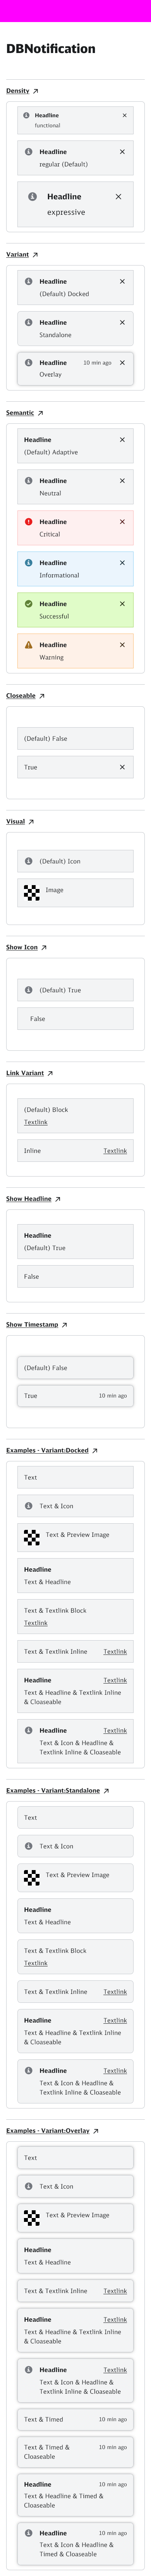 DBNotification
Density
Headline
functional
Headline
regular (Default)
Headline
expressive
Variant
Headline
(Default) Docked
Headline
Standalone
Headline 10 min ago
Overlay
Semantic
Headline
(Default) Adaptive
Headline
Neutral
Headline
Critical
Headline
Informational
Headline
Successful
Headline
Warning
Closeable
(Default) False
True
Visual
(Default) Icon
Image
Show Icon
(Default) True
False
Link Variant
(Default) Block
Textlink
Inline Textlink
Show Headline
Headline
(Default) True
False
Show Timestamp
(Default) False
True 10 min ago
Examples - Variant:Docked
Text
Text & Icon
Text & Preview Image
Headline
Text & Headline
Text & Textlink Block
Textlink
Text & Textlink Inline Textlink
Headline Textlink
Text & Headline & Textlink Inline
& Cloaseable
Headline Textlink
Text & Icon & Headline &
Textlink Inline & Cloaseable
Examples - Variant:Standalone
Text
Text & Icon
Text & Preview Image
Headline
Text & Headline
Text & Textlink Block
Textlink
Text & Textlink Inline Textlink
Headline Textlink
Text & Headline & Textlink Inline
& Cloaseable
Headline Textlink
Text & Icon & Headline &
Textlink Inline & Cloaseable
Examples - Variant:Overlay
Text
Text & Icon
Text & Preview Image
Headline
Text & Headline
Text & Textlink Inline Textlink
Headline Textlink
Text & Headline & Textlink Inline
& Cloaseable
Headline Textlink
Text & Icon & Headline &
Textlink Inline & Cloaseable
Text & Timed 10 min ago
Text & Timed & 10 min ago
Cloaseable
Headline 10 min ago
Text & Headline & Timed &
Cloaseable
Headline 10 min ago
Text & Icon & Headline &
Timed & Cloaseable